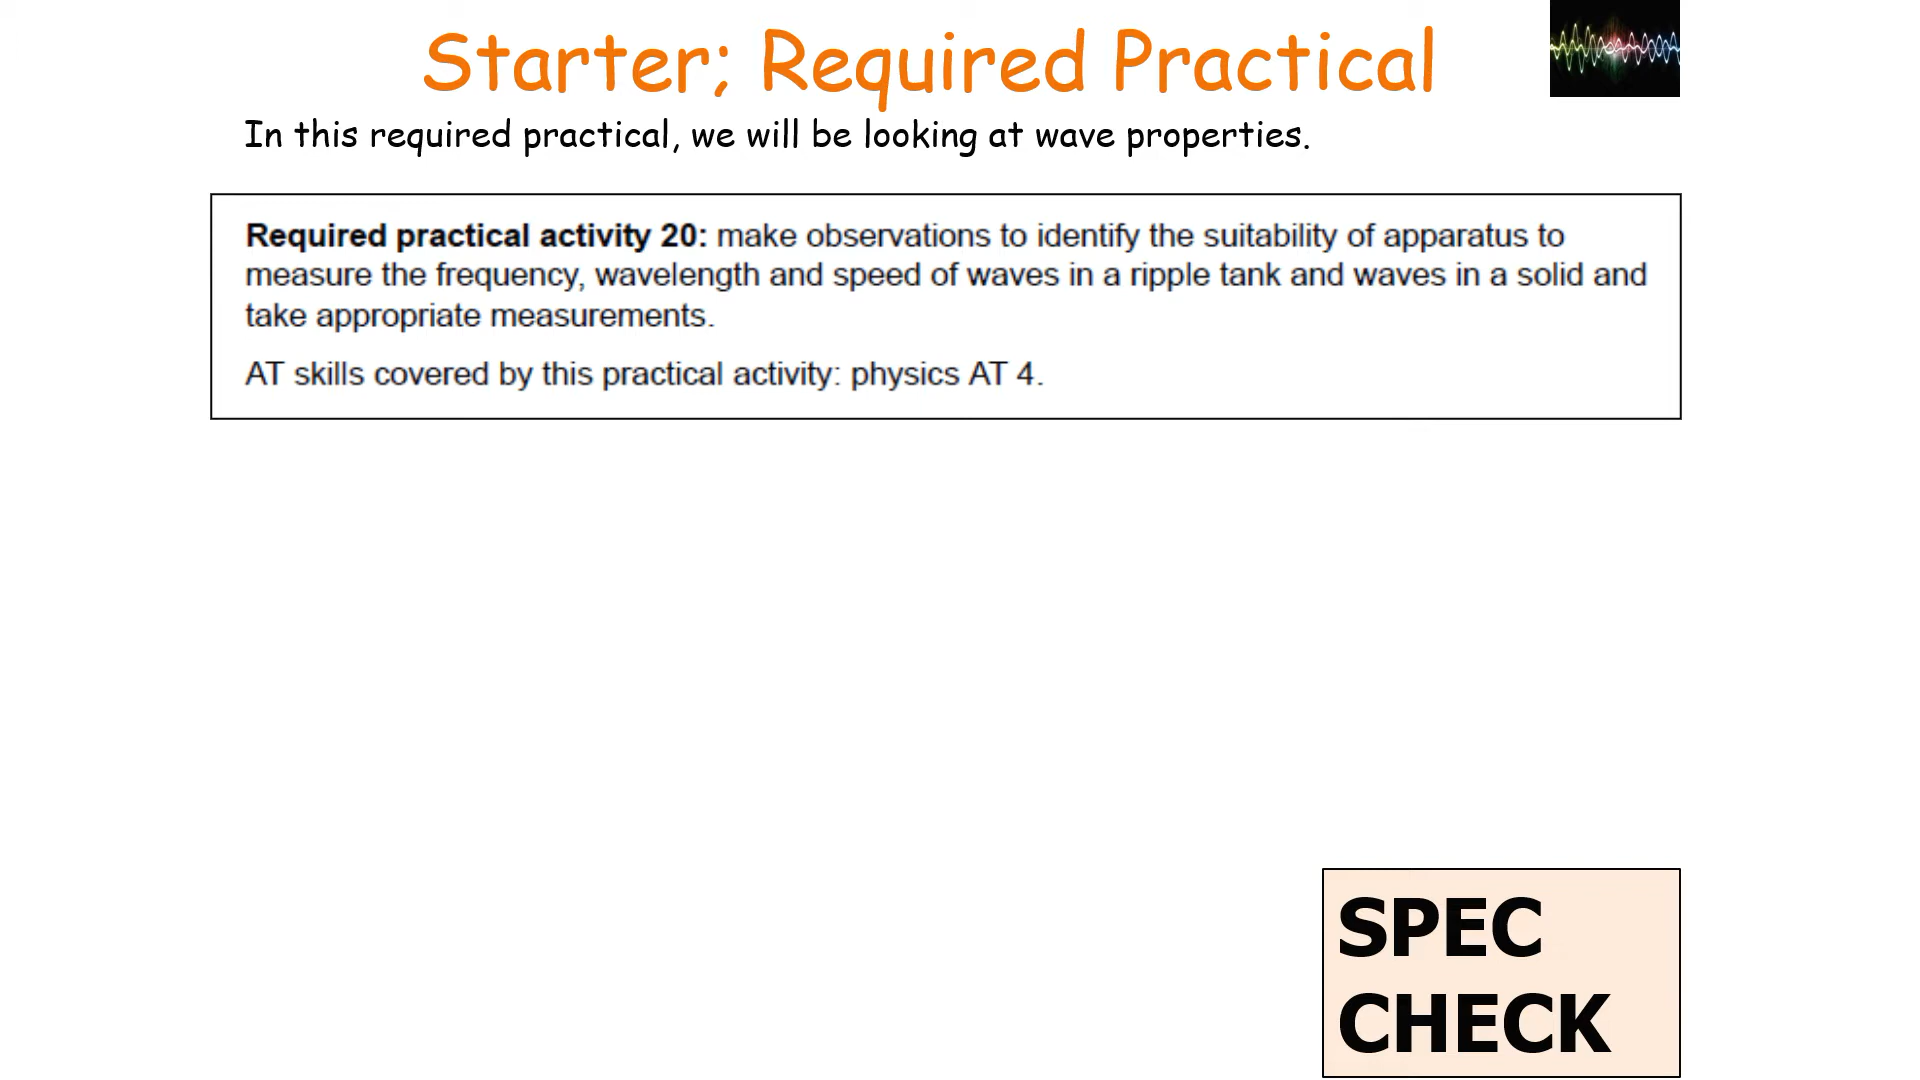 Starter; Required Practical
In this required practical, we will be looking at wave properties.
Required practical activity 20: make observations to identify the suitability of apparatus to
measure the frequency, wavelength and speed of waves in a ripple tank and waves in a solid and
take appropriate measurements.
AT skills covered by this practical activity: physics AT 4.
SPEC
CHECK